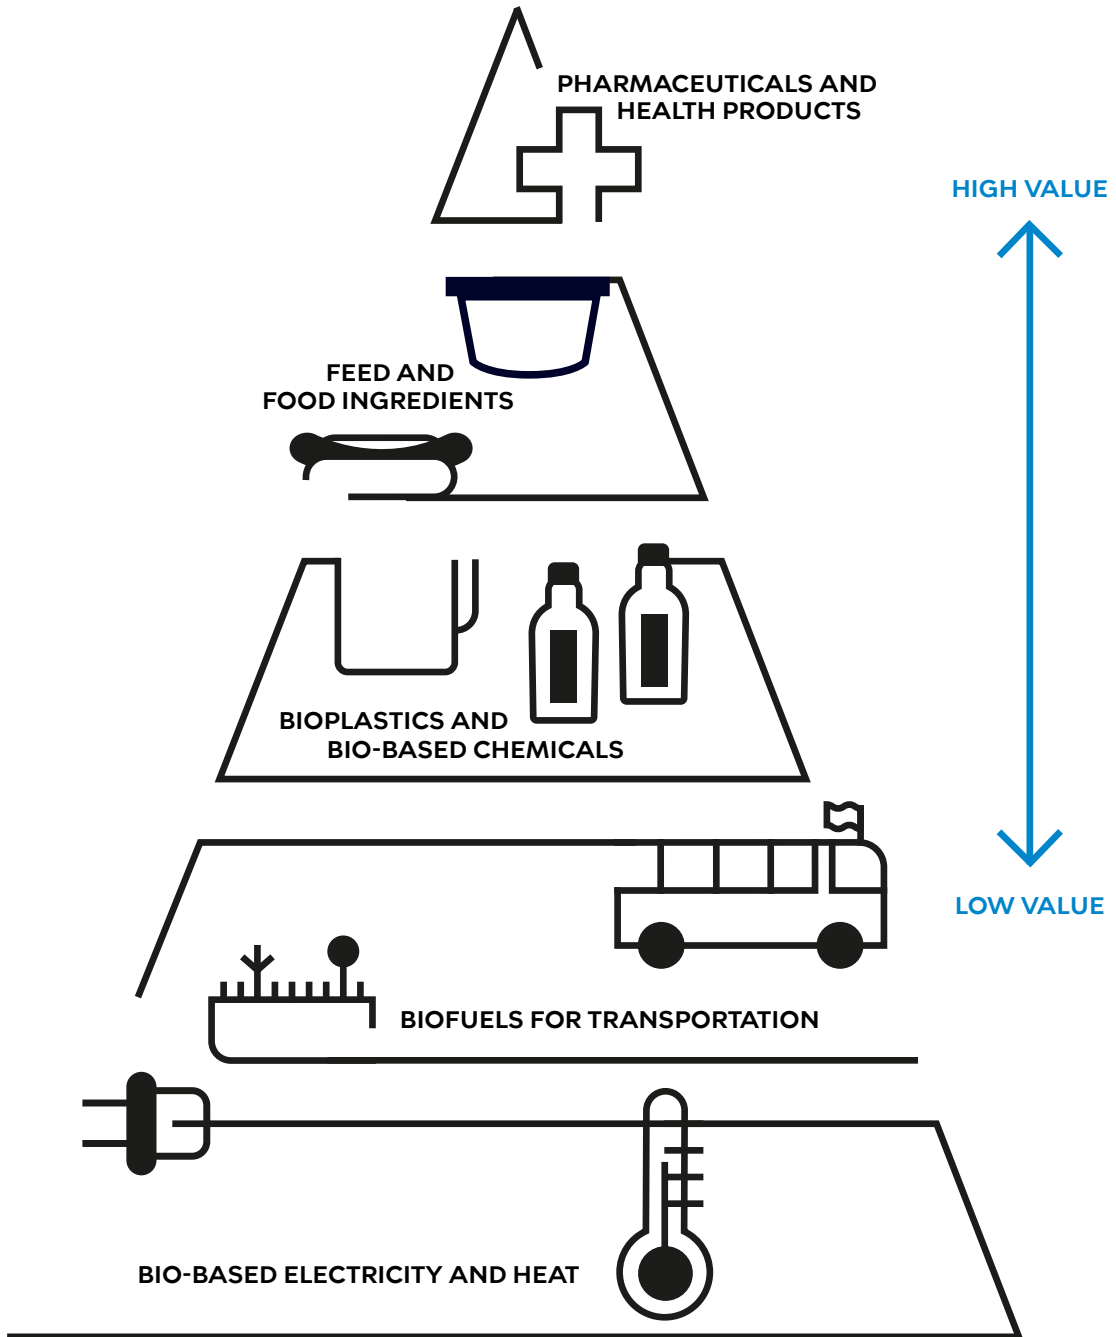 PHARMACEUTICALS AND
HEALTH PRODUCTS
HIGH VALUE
FEED AND
FOOD INGREDIENTS
BIOPLASTICS AND
BIO-BASED CHEMICALS
LOW VALUE
BIOFUELS FOR TRANSPORTATION
BIO-BASED ELECTRICITY AND HEAT